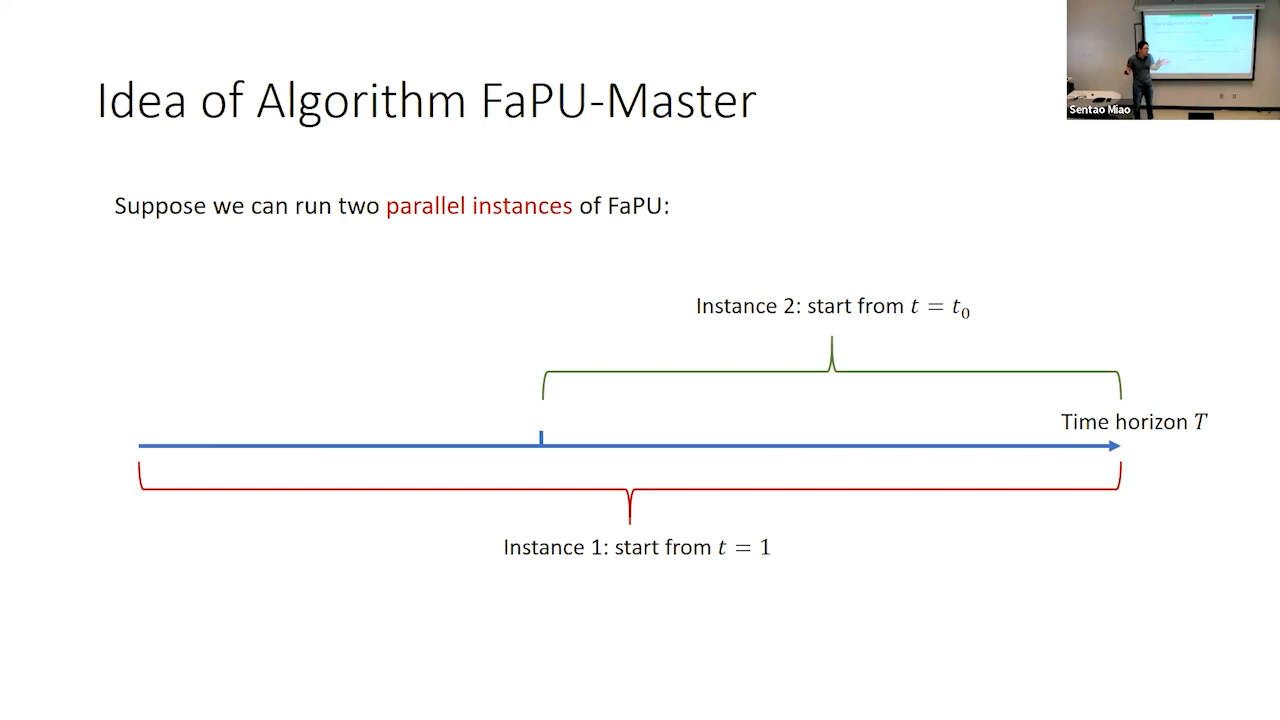 Idea of Algorithm FaPU-Master
Sentao Miao
Suppose we can run two parallel instances of FaPU:
Instance 2: start from t = t₀
Time horizon T
Instance 1: start from t = 1